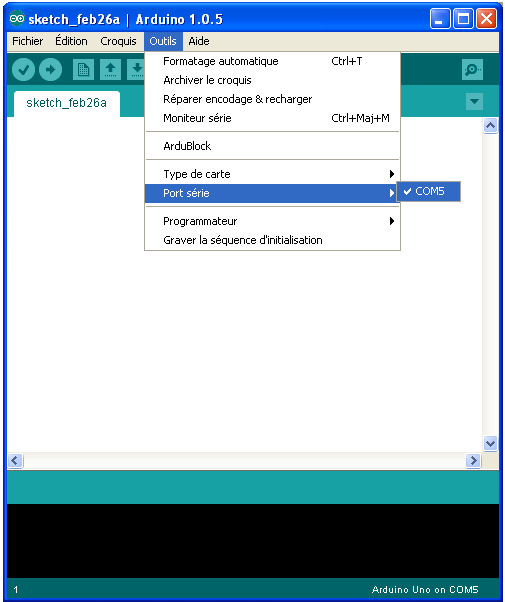 sketch_feb26a | Arduino 1.0.5
Fichier Édition Croquis Outils Aide
Formatage automatique Ctrl+T
Archiver le croquis
Réparer encodage & recharger
Moniteur série Ctrl+Maj+M
sketch_feb26a
ArduBlock
Type de carte
Port série
COM5
Programmateur
Graver la séquence d'initialisation
1
Arduino Uno on COM5